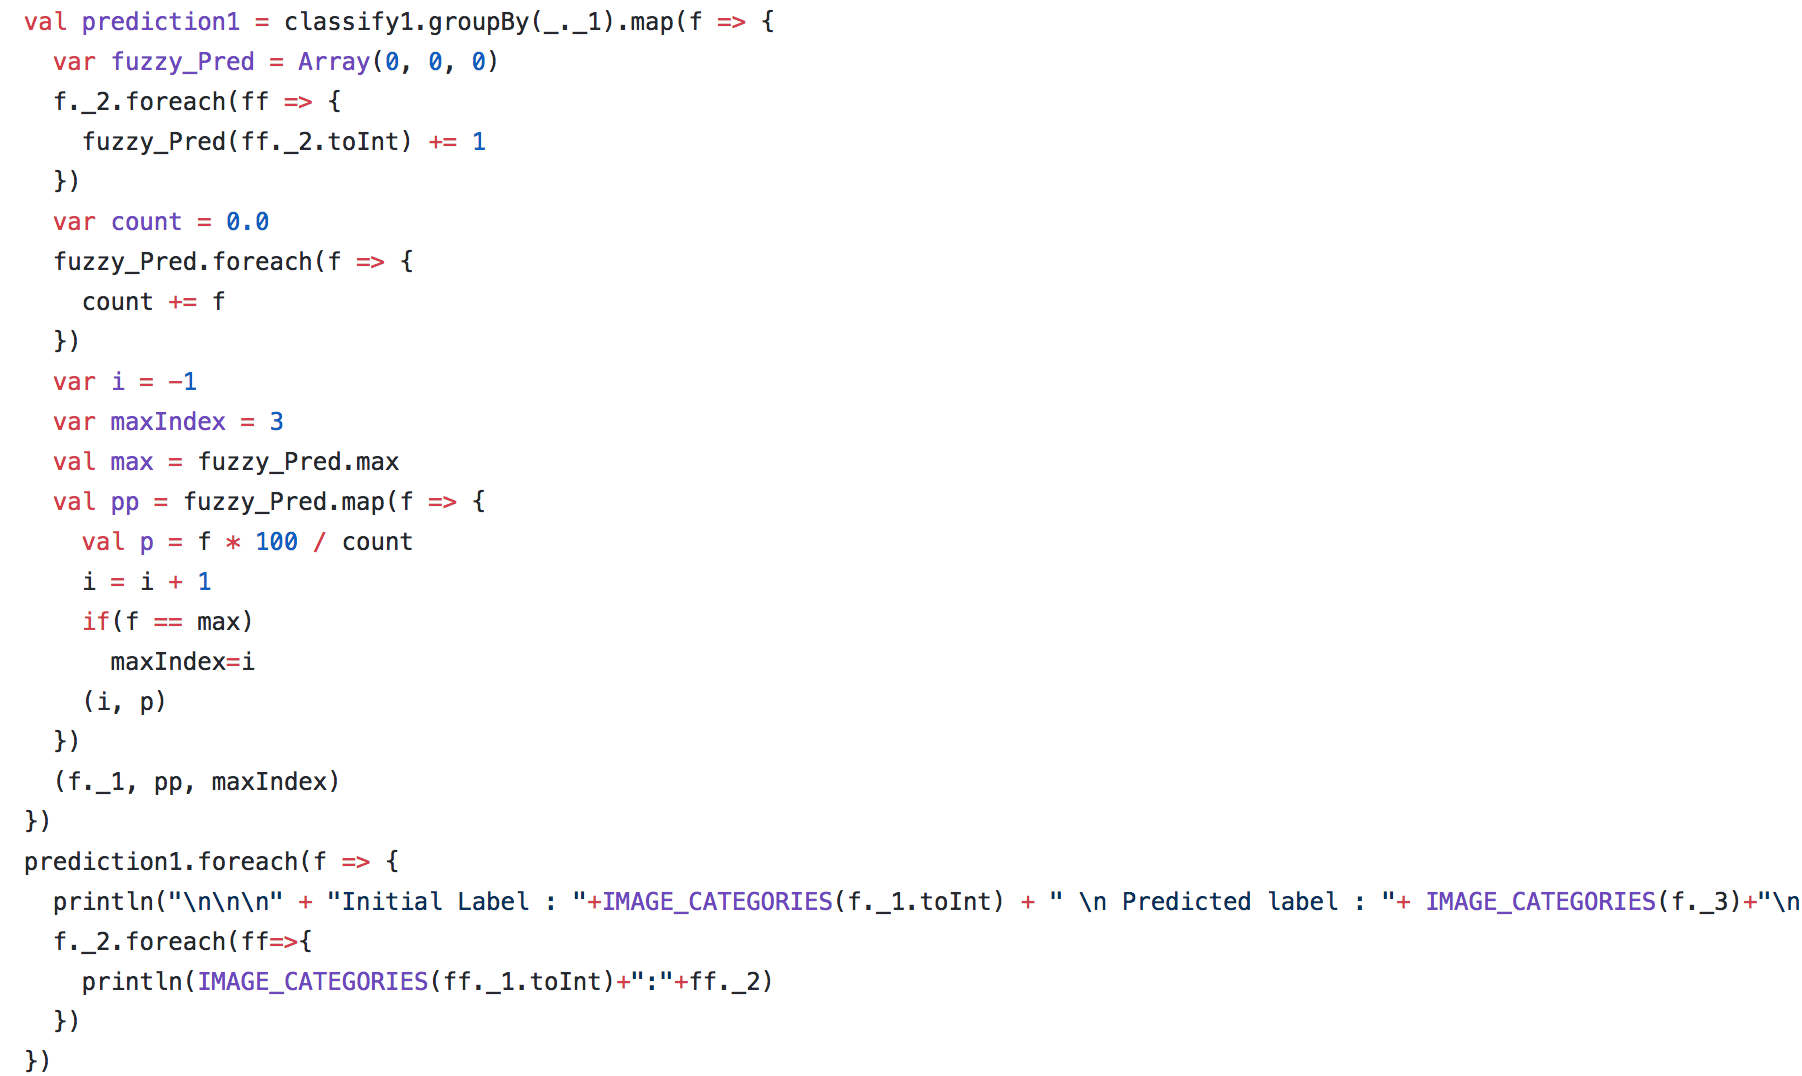 val prediction1 = classify1.groupBy(_._1).map(f => {
  var fuzzy_Pred = Array(0, 0, 0)
  f._2.foreach(ff => {
    fuzzy_Pred(ff._2.toInt) += 1
  })
  var count = 0.0
  fuzzy_Pred.foreach(f => {
    count += f
  })
  var i = -1
  var maxIndex = 3
  val max = fuzzy_Pred.max
  val pp = fuzzy_Pred.map(f => {
    val p = f * 100 / count
    i = i + 1
    if(f == max)
      maxIndex=i
    (i, p)
  })
  (f._1, pp, maxIndex)
})
prediction1.foreach(f => {
  println("\n\n\n" + "Initial Label : "+IMAGE_CATEGORIES(f._1.toInt) + " \n Predicted label : "+ IMAGE_CATEGORIES(f._3)+"\n
  f._2.foreach(ff=>{
    println(IMAGE_CATEGORIES(ff._1.toInt)+":"+ff._2)
  })
})